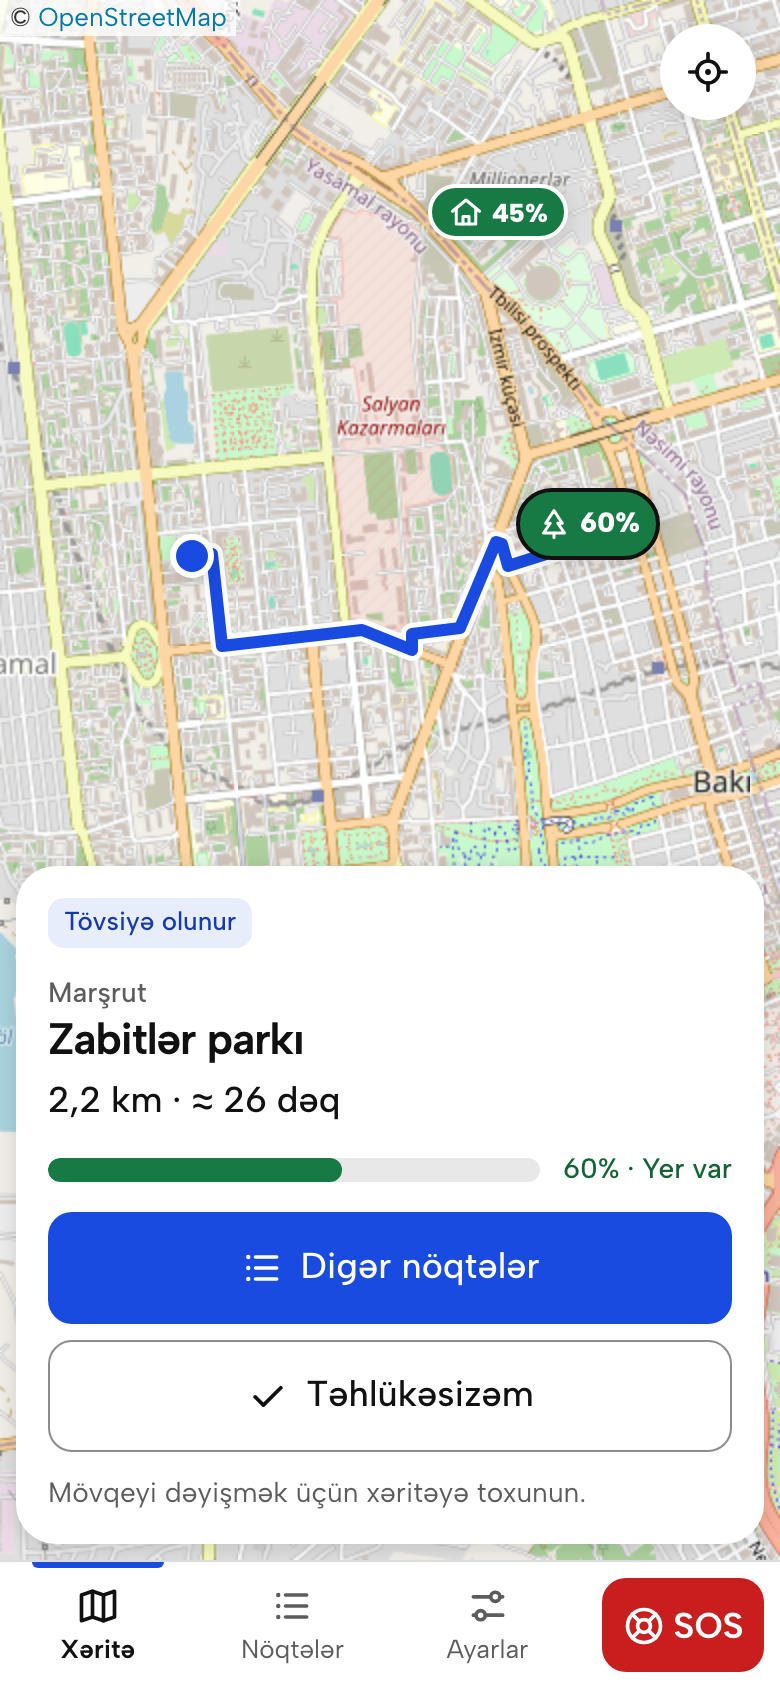 © OpenStreetMap
Yasamal rayonu
Millionerlar
45%
Tbilisi prospekti
İzmir küçəsi
Salyan
Kazarmaları
Nəsimi rayonu
60%
amal
Bakı
Tövsiyə olunur
Marşrut
Zabitlər parkı
2,2 km · ≈ 26 dəq
60% · Yer var
Digər nöqtələr
Təhlükəsizəm
Mövqeyi dəyişmək üçün xəritəyə toxunun.
Xəritə
Nöqtələr
Ayarlar
SOS